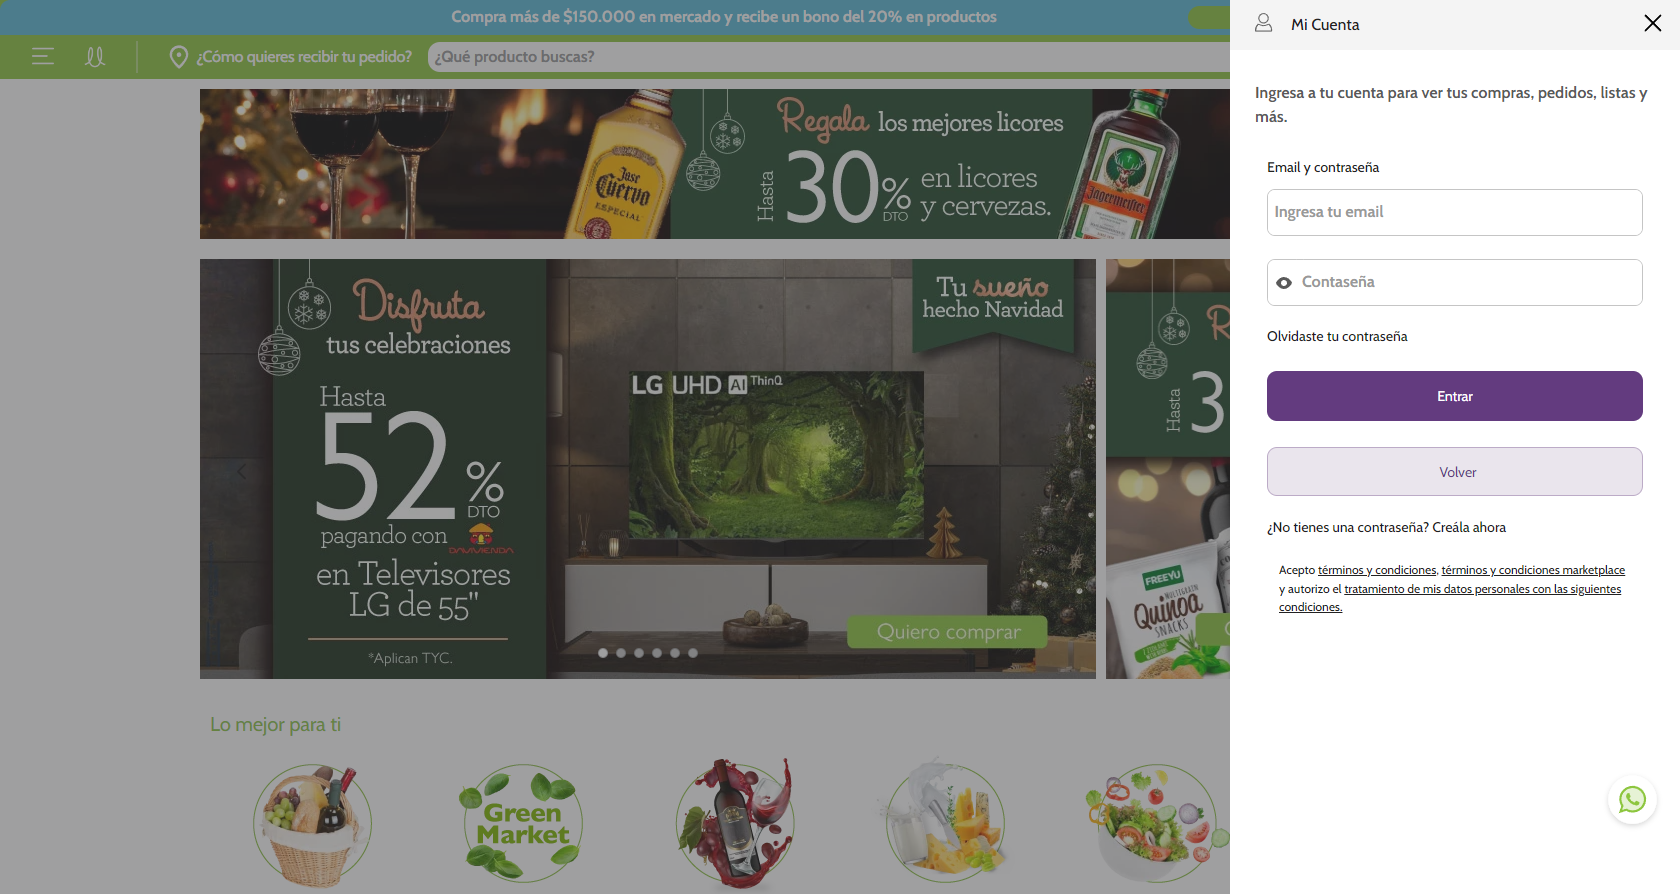 Compra más de $150.000 en mercado y recibe un bono del 20% en productos
¿Cómo quieres recibir tu pedido?
¿Qué producto buscas?
Jose
Cuervo
ESPECIAL
Regala los mejores licores
Hasta 30% DTO en licores
y cervezas.
Jägermeister
Disfruta
tus celebraciones
Hasta
52% DTO
pagando con DAVIVIENDA
en Televisores
LG de 55"
*Aplican TYC.
LG UHD AI ThinQ
Tu sueño
hecho Navidad
Quiero comprar
R
Hasta 3
FREEYU
MULTIGRAIN
Quinoa
SNACKS
Lo mejor para ti
Green
Market
Mi Cuenta
Ingresa a tu cuenta para ver tus compras, pedidos, listas y
más.
Email y contraseña
Ingresa tu email
Contaseña
Olvidaste tu contraseña
Entrar
Volver
¿No tienes una contraseña? Creála ahora
Acepto términos y condiciones, términos y condiciones marketplace
y autorizo el tratamiento de mis datos personales con las siguientes
condiciones.